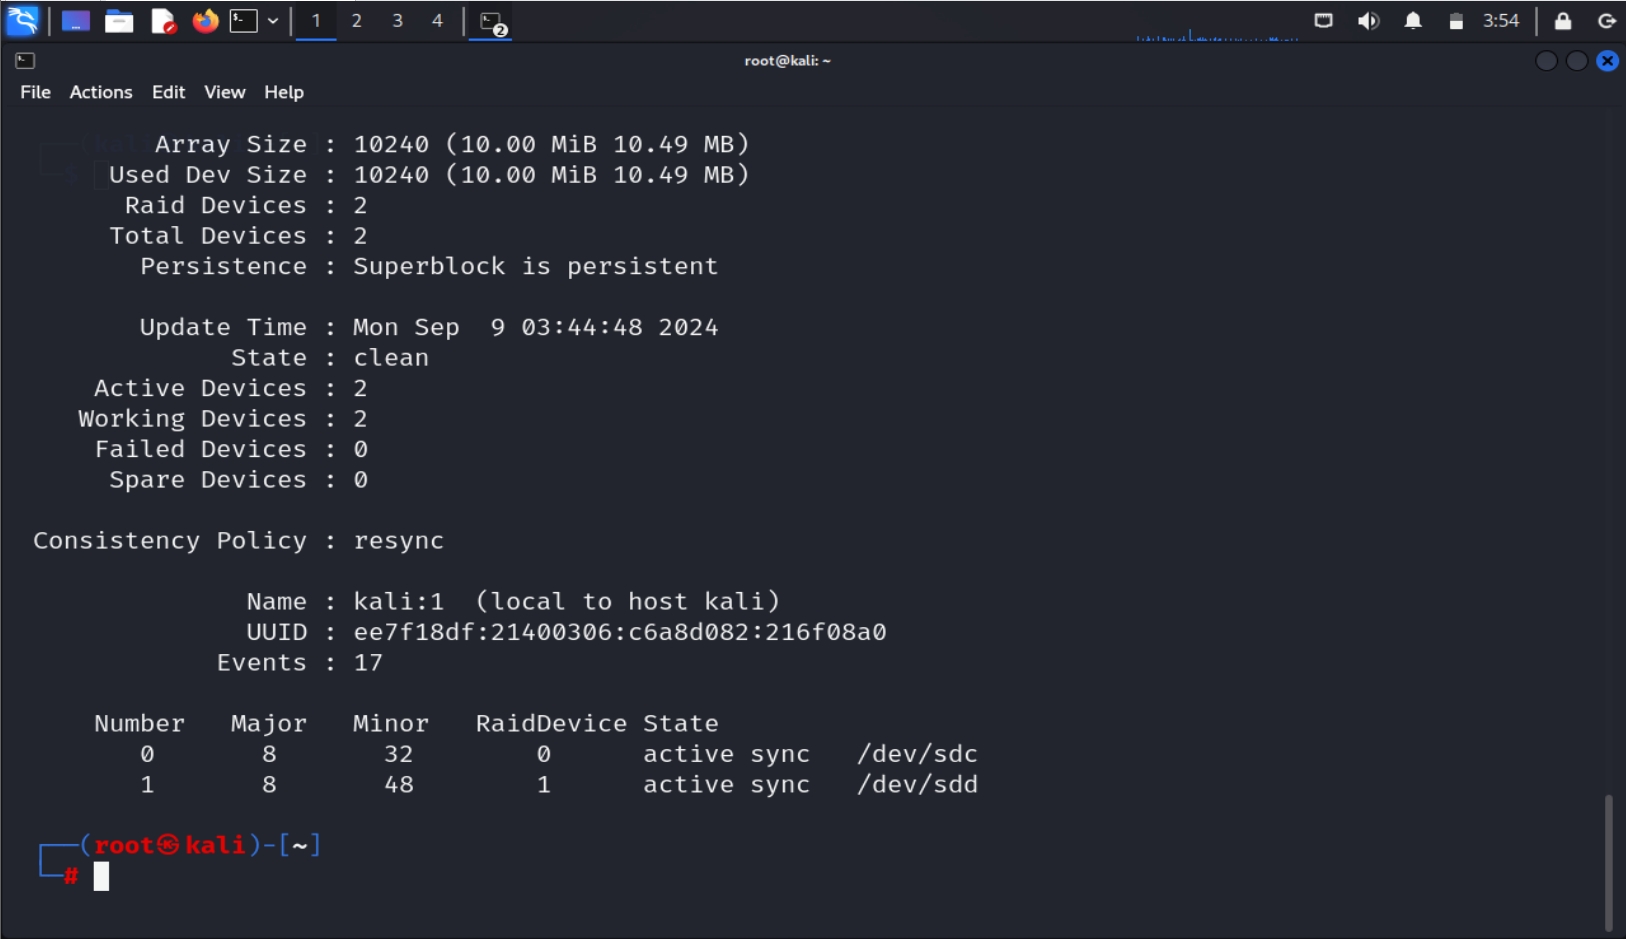 1 2 3 4 2 3:54
root@kali: ~
File Actions Edit View Help
Array Size : 10240 (10.00 MiB 10.49 MB)
Used Dev Size : 10240 (10.00 MiB 10.49 MB)
Raid Devices : 2
Total Devices : 2
Persistence : Superblock is persistent
Update Time : Mon Sep  9 03:44:48 2024
State : clean
Active Devices : 2
Working Devices : 2
Failed Devices : 0
Spare Devices : 0
Consistency Policy : resync
Name : kali:1  (local to host kali)
UUID : ee7f18df:21400306:c6a8d082:216f08a0
Events : 17
Number   Major   Minor   RaidDevice State
0       8       32        0      active sync   /dev/sdc
1       8       48        1      active sync   /dev/sdd
┌──(root㉿kali)-[~]
└─#